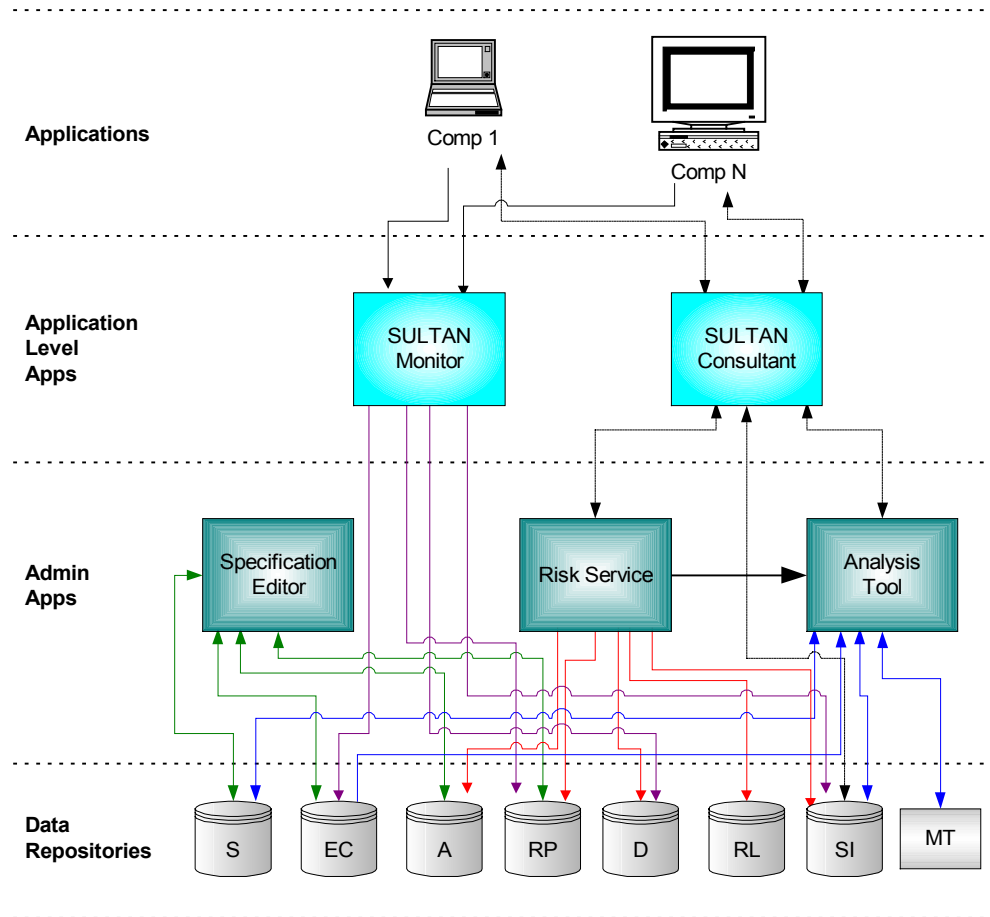 Applications
Comp 1
Comp N
Application
Level
Apps
SULTAN
Monitor
SULTAN
Consultant
Admin
Apps
Specification
Editor
Risk Service
Analysis
Tool
Data
Repositories
S
EC
A
RP
D
RL
SI
MT